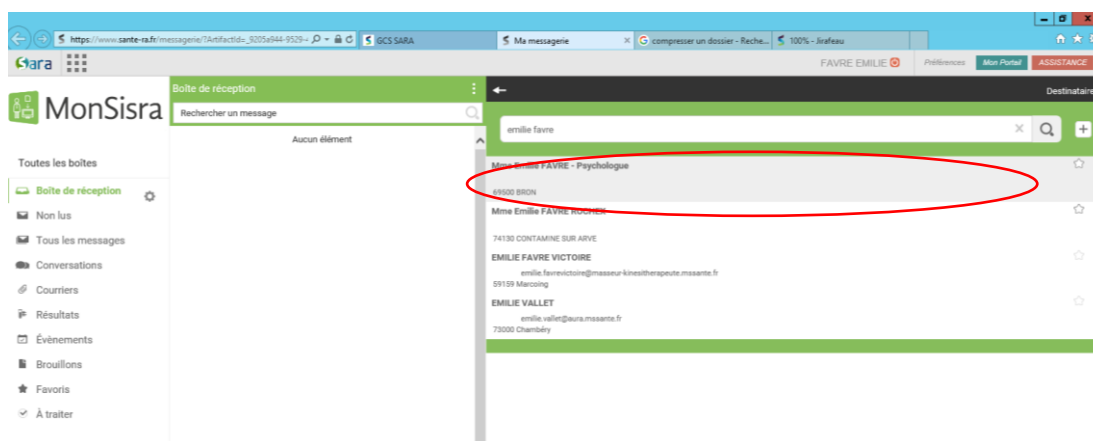 https://www.sante-ra.fr/messagerie/?ArtifactId=_9205a944-9529-
GCS SARA
Ma messagerie
compresser un dossier - Reche...
100% - Jirafeau
Sara
FAVRE EMILIE
Préférences
Mon Portail
ASSISTANCE
MonSisra
Boîte de réception
Destinataire
Rechercher un message
emilie favre
Aucun élément
Toutes les boîtes
Boîte de réception
Non lus
Tous les messages
Conversations
Courriers
Résultats
Évènements
Brouillons
Favoris
À traiter
Mme Emilie FAVRE - Psychologue
69500 BRON
Mme Emilie FAVRE ROCHEX
74130 CONTAMINE SUR ARVE
EMILIE FAVRE VICTOIRE
emilie.favrevictoire@masseur-kinesitherapeute.mssante.fr
59159 Marcoing
EMILIE VALLET
emilie.vallet@aura.mssante.fr
73000 Chambéry